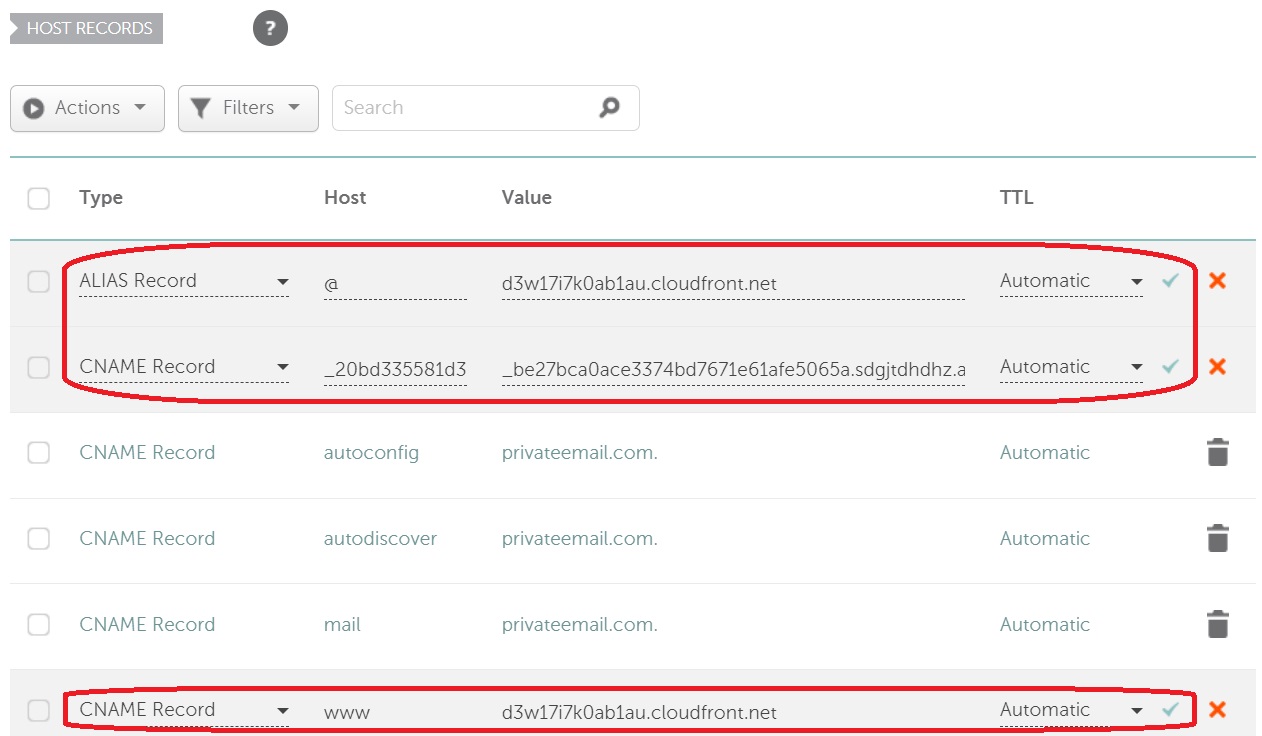 HOST RECORDS ?
Actions Filters Search
Type Host Value TTL
ALIAS Record @ d3w17i7k0ab1au.cloudfront.net Automatic
CNAME Record _20bd335581d3 _be27bca0ace3374bd7671e61afe5065a.sdgjtdhdhz.a Automatic
CNAME Record autoconfig privateemail.com. Automatic
CNAME Record autodiscover privateemail.com. Automatic
CNAME Record mail privateemail.com. Automatic
CNAME Record www d3w17i7k0ab1au.cloudfront.net Automatic